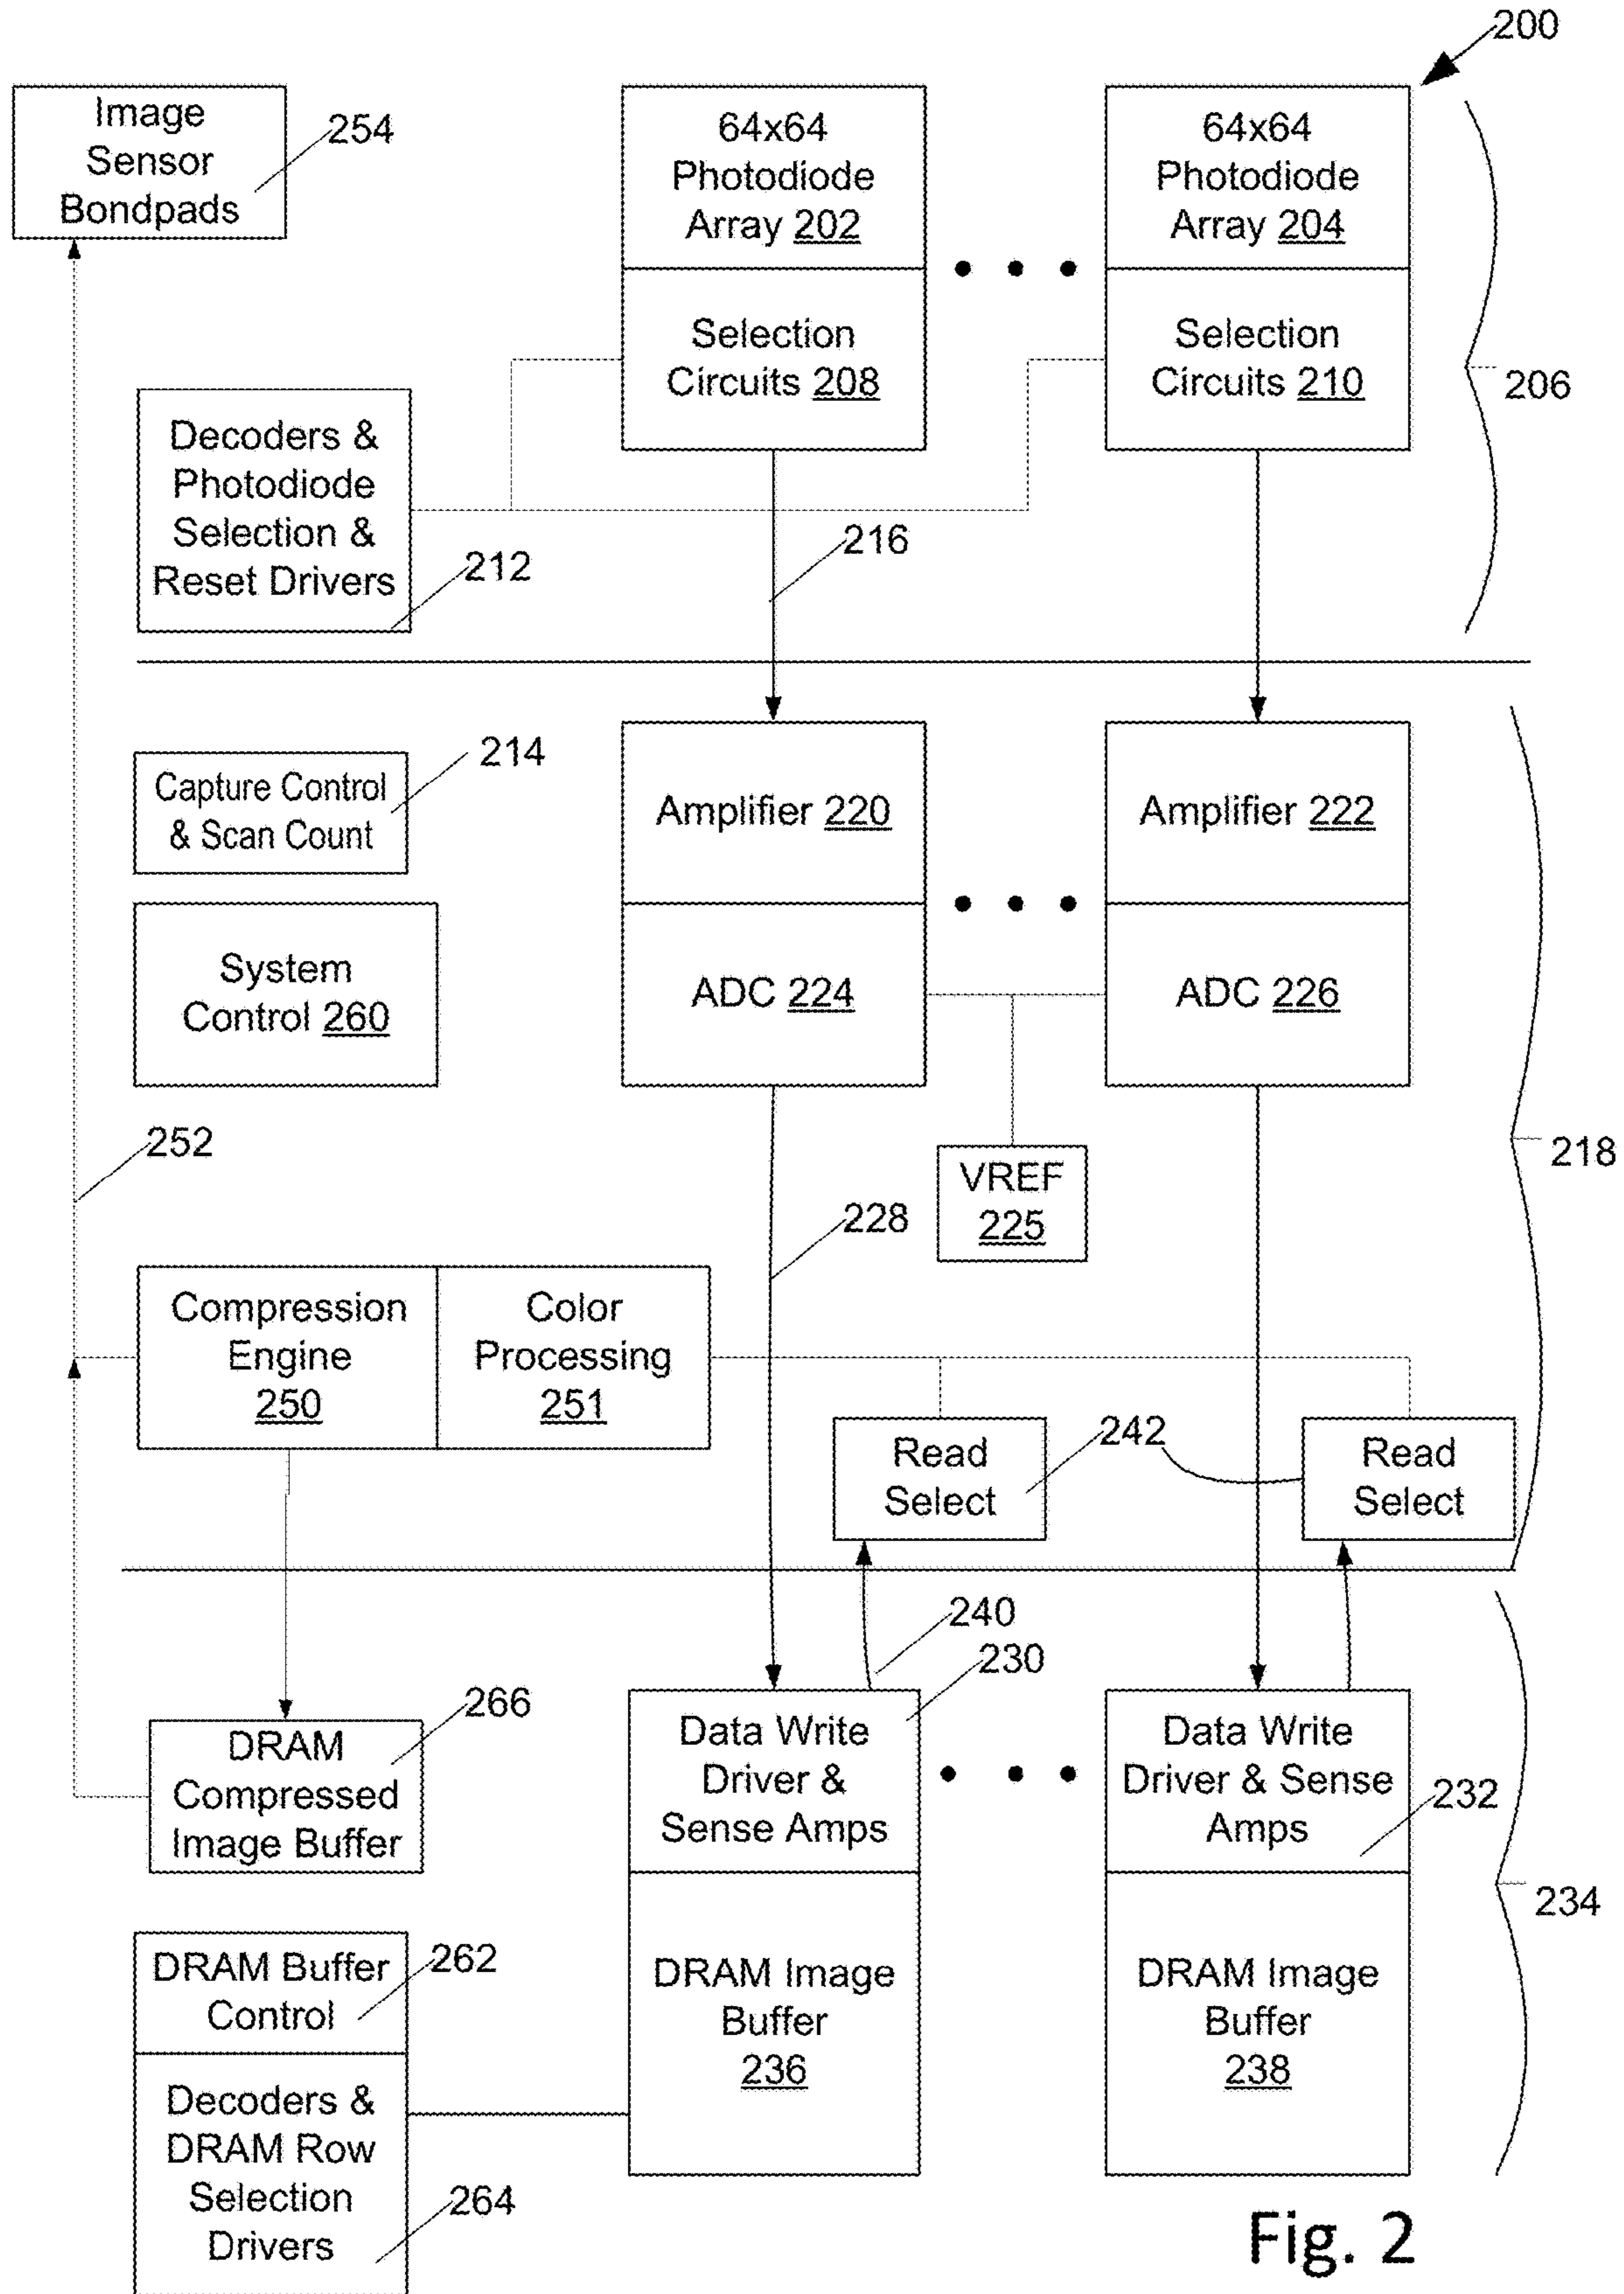 200
Image
Sensor
Bondpads
254
64x64
Photodiode
Array 202
64x64
Photodiode
Array 204
Selection
Circuits 208
Selection
Circuits 210
206
Decoders &
Photodiode
Selection &
Reset Drivers
212
216
Capture Control
& Scan Count
214
Amplifier 220
Amplifier 222
System
Control 260
ADC 224
ADC 226
218
252
VREF
225
228
Compression
Engine
250
Color
Processing
251
Read
Select
242
Read
Select
240
230
DRAM
Compressed
Image Buffer
266
Data Write
Driver &
Sense Amps
Data Write
Driver & Sense
Amps
232
234
DRAM Buffer
Control
262
DRAM Image
Buffer
236
DRAM Image
Buffer
238
Decoders &
DRAM Row
Selection
Drivers
264
Fig. 2